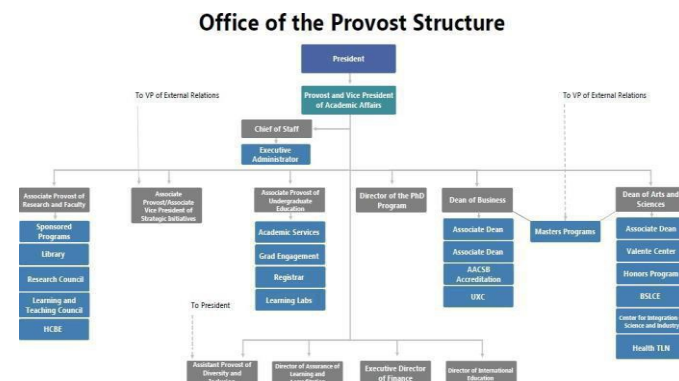 Office of the Provost Structure
President
To VP of External Relations
To VP of External Relations
Provost and Vice President
of Academic Affairs
Chief of Staff
Executive
Administrator
Associate Provost of
Research and Faculty
Associate
Provost/Associate
Vice President of
Strategic Initiatives
Associate Provost of
Undergraduate
Education
Director of the PhD
Program
Dean of Business
Dean of Arts and
Sciences
Sponsored
Programs
Library
Research Council
Learning and
Teaching Council
HCBE
Academic Services
Grad Engagement
Registrar
Learning Labs
Associate Dean
Associate Dean
AACSB
Accreditation
UXC
Masters Programs
Associate Dean
Valente Center
Honors Program
BSLCE
Center for Integration
Science and Industry
Health TLN
To President
Assistant Provost of
Diversity and
Director of Assurance of
Learning and
Executive Director
of Finance
Director of International
Education